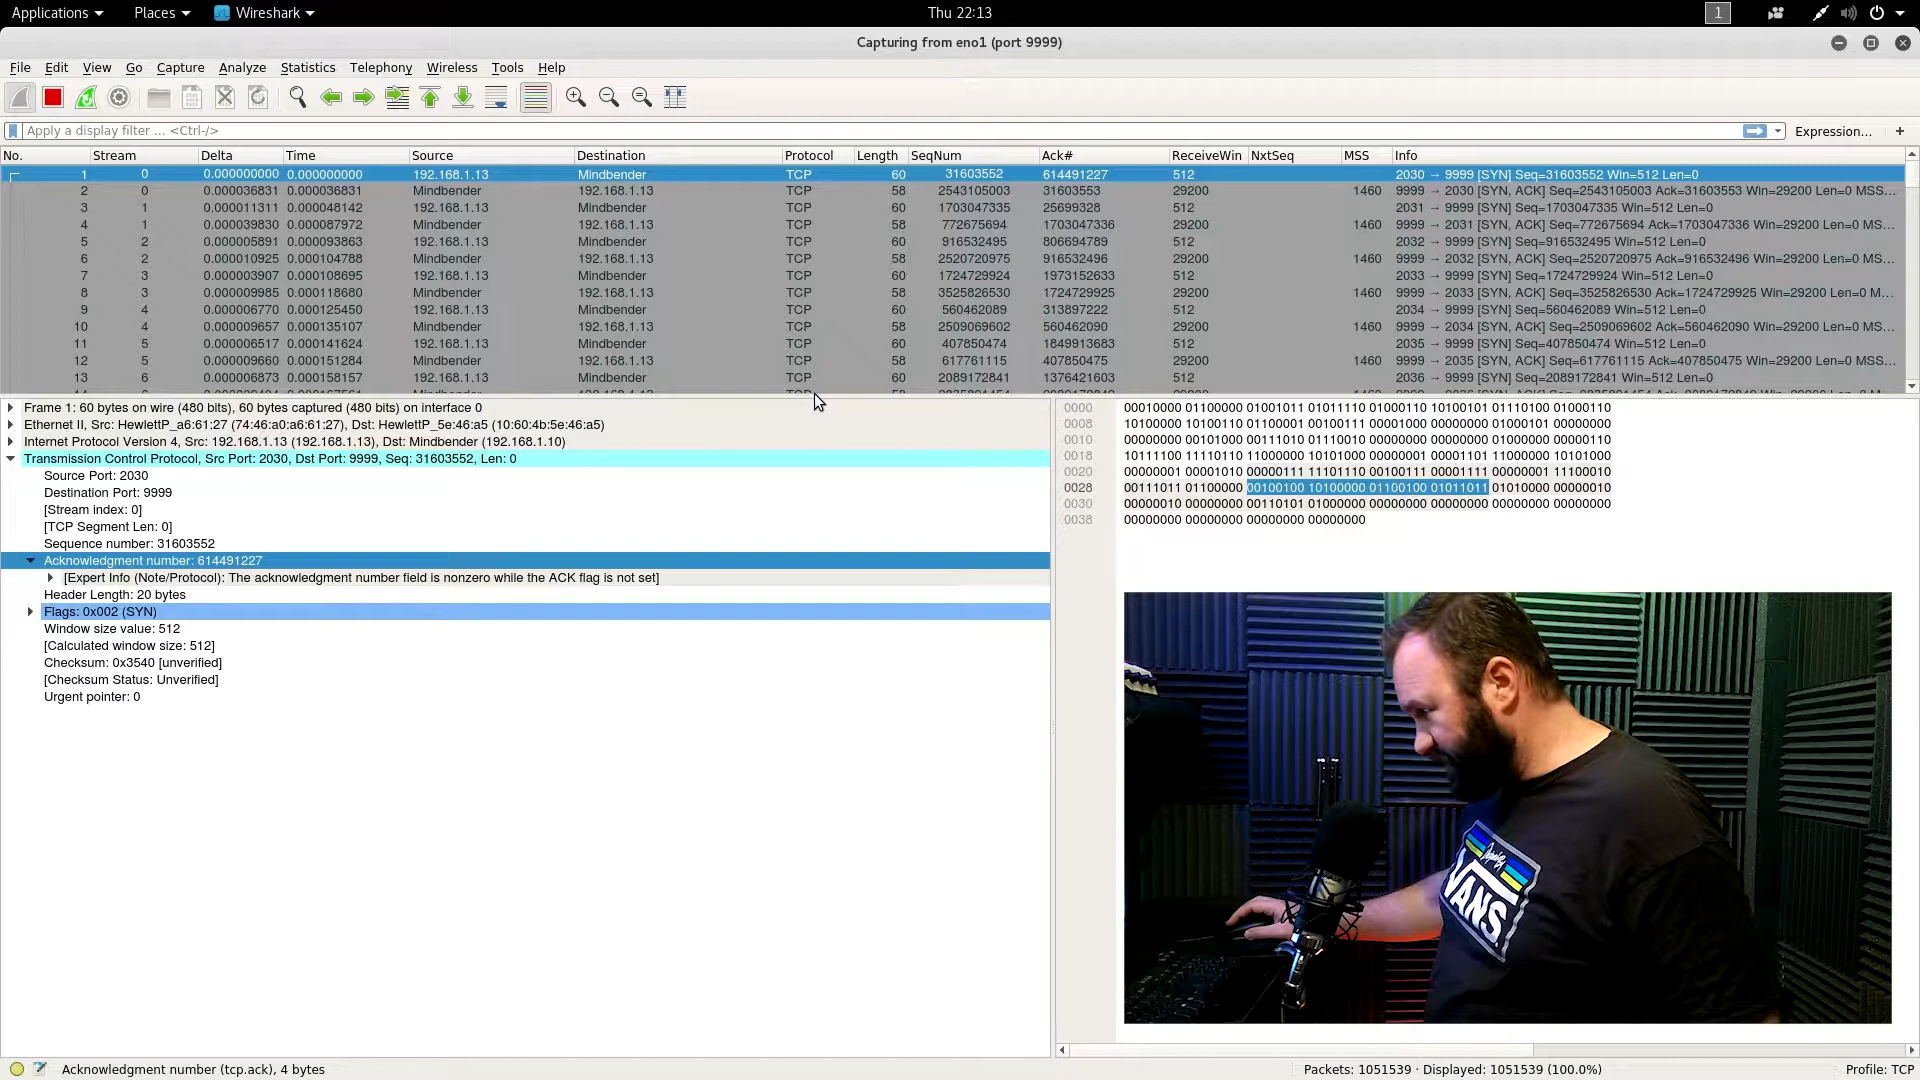 Applications Places Wireshark Thu 22:13 1
Capturing from eno1 (port 9999)
File Edit View Go Capture Analyze Statistics Telephony Wireless Tools Help
Apply a display filter ... <Ctrl-/> Expression... +
No. Stream Delta Time Source Destination Protocol Length SeqNum Ack# ReceiveWin NxtSeq MSS Info
1 0 0.000000000 0.000000000 192.168.1.13 Mindbender TCP 60 31603552 614491227 512 2030 → 9999 [SYN] Seq=31603552 Win=512 Len=0
2 0 0.000036831 0.000036831 Mindbender 192.168.1.13 TCP 58 2543105003 31603553 29200 1460 9999 → 2030 [SYN, ACK] Seq=2543105003 Ack=31603553 Win=29200 Len=0 MSS...
3 1 0.000011311 0.000048142 192.168.1.13 Mindbender TCP 60 1703047335 25699328 512 2031 → 9999 [SYN] Seq=1703047335 Win=512 Len=0
4 1 0.000039830 0.000087972 Mindbender 192.168.1.13 TCP 58 772675694 1703047336 29200 1460 9999 → 2031 [SYN, ACK] Seq=772675694 Ack=1703047336 Win=29200 Len=0 MS...
5 2 0.000005891 0.000093863 192.168.1.13 Mindbender TCP 60 916532495 806694789 512 2032 → 9999 [SYN] Seq=916532495 Win=512 Len=0
6 2 0.000010925 0.000104788 Mindbender 192.168.1.13 TCP 58 2520720975 916532496 29200 1460 9999 → 2032 [SYN, ACK] Seq=2520720975 Ack=916532496 Win=29200 Len=0 MS...
7 3 0.000003907 0.000108695 192.168.1.13 Mindbender TCP 60 1724729924 1973152633 512 2033 → 9999 [SYN] Seq=1724729924 Win=512 Len=0
8 3 0.000009985 0.000118680 Mindbender 192.168.1.13 TCP 58 3525826530 1724729925 29200 1460 9999 → 2033 [SYN, ACK] Seq=3525826530 Ack=1724729925 Win=29200 Len=0 M...
9 4 0.000006770 0.000125450 192.168.1.13 Mindbender TCP 60 560462089 313897222 512 2034 → 9999 [SYN] Seq=560462089 Win=512 Len=0
10 4 0.000009657 0.000135107 Mindbender 192.168.1.13 TCP 58 2509069602 560462090 29200 1460 9999 → 2034 [SYN, ACK] Seq=2509069602 Ack=560462090 Win=29200 Len=0 MS...
11 5 0.000006517 0.000141624 192.168.1.13 Mindbender TCP 60 407850474 1849913683 512 2035 → 9999 [SYN] Seq=407850474 Win=512 Len=0
12 5 0.000009660 0.000151284 Mindbender 192.168.1.13 TCP 58 617761115 407850475 29200 1460 9999 → 2035 [SYN, ACK] Seq=617761115 Ack=407850475 Win=29200 Len=0 MSS...
13 6 0.000006873 0.000158157 192.168.1.13 Mindbender TCP 60 2089172841 1376421603 512 2036 → 9999 [SYN] Seq=2089172841 Win=512 Len=0
Frame 1: 60 bytes on wire (480 bits), 60 bytes captured (480 bits) on interface 0
Ethernet II, Src: HewlettP_a6:61:27 (74:46:a0:a6:61:27), Dst: HewlettP_5e:46:a5 (10:60:4b:5e:46:a5)
Internet Protocol Version 4, Src: 192.168.1.13 (192.168.1.13), Dst: Mindbender (192.168.1.10)
Transmission Control Protocol, Src Port: 2030, Dst Port: 9999, Seq: 31603552, Len: 0
Source Port: 2030
Destination Port: 9999
[Stream index: 0]
[TCP Segment Len: 0]
Sequence number: 31603552
Acknowledgment number: 614491227
[Expert Info (Note/Protocol): The acknowledgment number field is nonzero while the ACK flag is not set]
Header Length: 20 bytes
Flags: 0x002 (SYN)
Window size value: 512
[Calculated window size: 512]
Checksum: 0x3540 [unverified]
[Checksum Status: Unverified]
Urgent pointer: 0
0000 00010000 01100000 01001011 01011110 01000110 10100101 01110100 01000110
0008 10100000 10100110 01100001 00100111 00001000 00000000 01000101 00000000
0010 00000000 00101000 00111010 01110010 00000000 00000000 01000000 00000110
0018 10111100 11110110 11000000 10101000 00000001 00001101 11000000 10101000
0020 00000001 00001010 00000111 11101110 00100111 00001111 00000001 11100010
0028 00111011 01100000 00100100 10100000 01100100 01011011 01010000 00000010
0030 00000010 00000000 00110101 01000000 00000000 00000000 00000000 00000000
0038 00000000 00000000 00000000 00000000
VANS
Acknowledgment number (tcp.ack), 4 bytes Packets: 1051539 · Displayed: 1051539 (100.0%) Profile: TCP